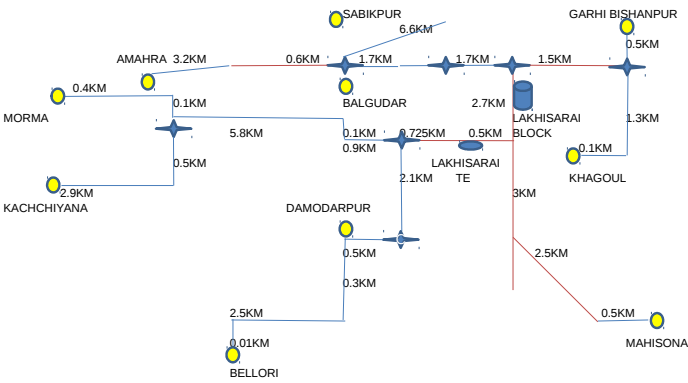 SABIKPUR
GARHI BISHANPUR
6.6KM
0.5KM
AMAHRA 3.2KM
0.6KM
1.7KM
1.7KM
1.5KM
0.4KM
0.1KM
BALGUDAR
2.7KM
MORMA
LAKHISARAI
BLOCK
1.3KM
5.8KM
0.1KM
0.725KM
0.5KM
0.9KM
0.1KM
0.5KM
LAKHISARAI
TE
KHAGOUL
2.1KM
2.9KM
3KM
KACHCHIYANA
DAMODARPUR
0.5KM
2.5KM
0.3KM
2.5KM
0.5KM
0.01KM
MAHISONA
BELLORI